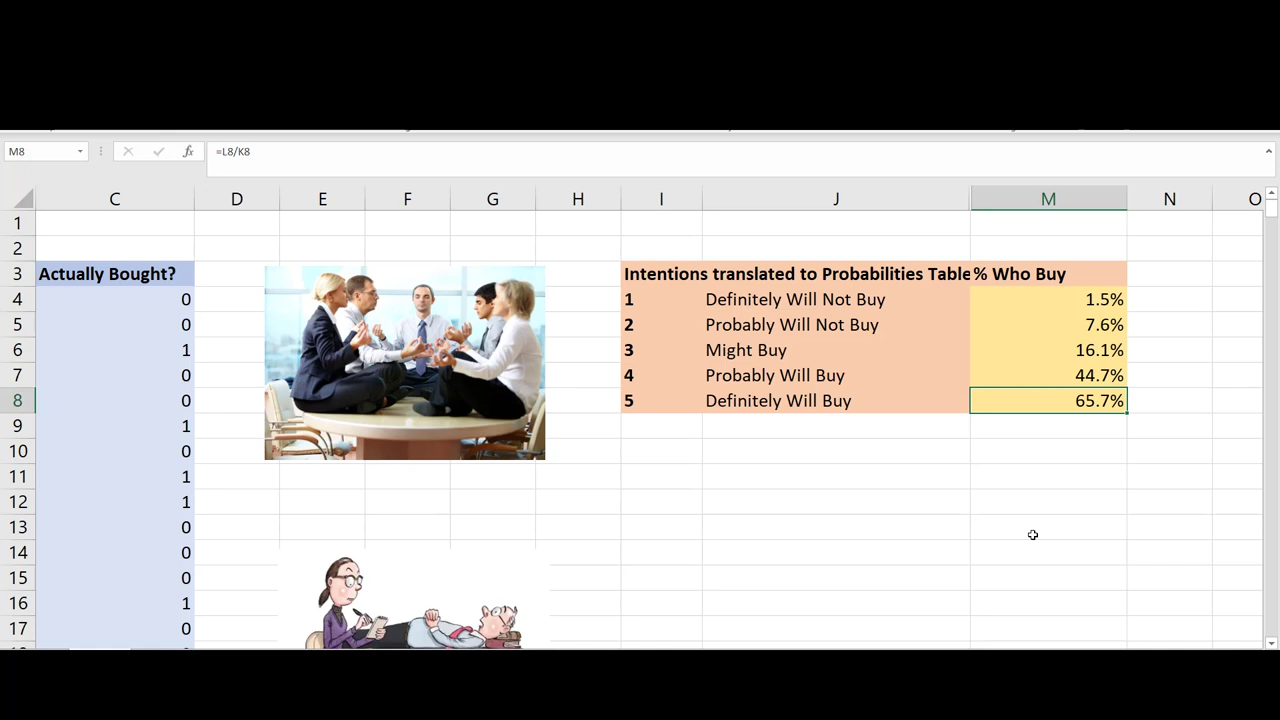 M8 =L8/K8
C D E F G H I J M N O
1
2
3 Actually Bought? Intentions translated to Probabilities Table % Who Buy
4 0 1 Definitely Will Not Buy 1.5%
5 0 2 Probably Will Not Buy 7.6%
6 1 3 Might Buy 16.1%
7 0 4 Probably Will Buy 44.7%
8 0 5 Definitely Will Buy 65.7%
9 1
10 0
11 1
12 1
13 0
14 0
15 0
16 1
17 0